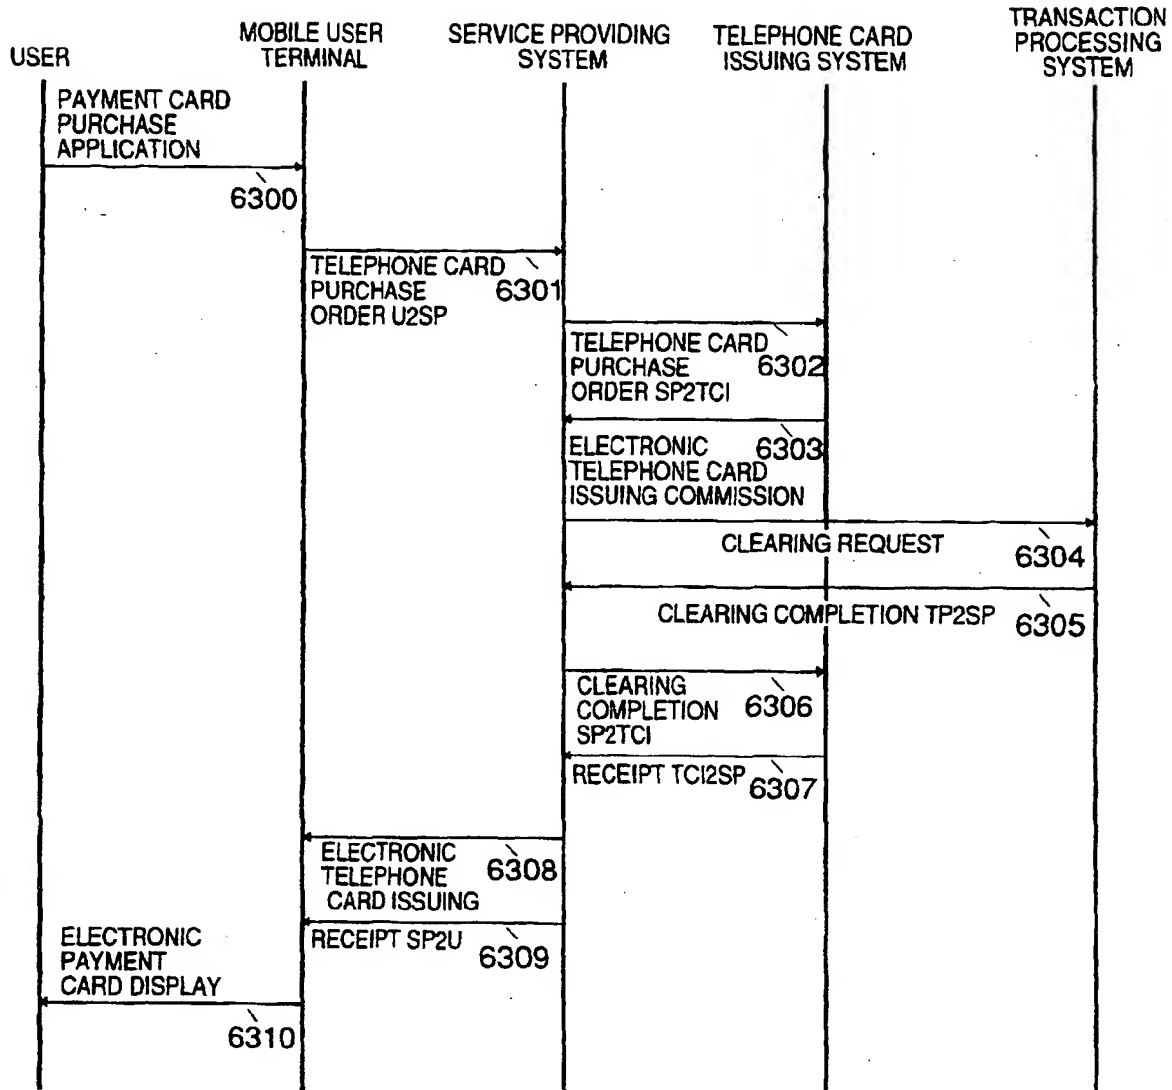 USER
MOBILE USER
TERMINAL
SERVICE PROVIDING
SYSTEM
TELEPHONE CARD
ISSUING SYSTEM
TRANSACTION
PROCESSING
SYSTEM
PAYMENT CARD
PURCHASE
APPLICATION
6300
TELEPHONE CARD
PURCHASE
ORDER U2SP
6301
TELEPHONE CARD
PURCHASE
ORDER SP2TCI
6302
ELECTRONIC
TELEPHONE CARD
ISSUING COMMISSION
6303
CLEARING REQUEST
6304
CLEARING COMPLETION TP2SP
6305
CLEARING
COMPLETION
SP2TCI
6306
RECEIPT TCI2SP
6307
ELECTRONIC
TELEPHONE
CARD ISSUING
6308
RECEIPT SP2U
6309
ELECTRONIC
PAYMENT
CARD DISPLAY
6310